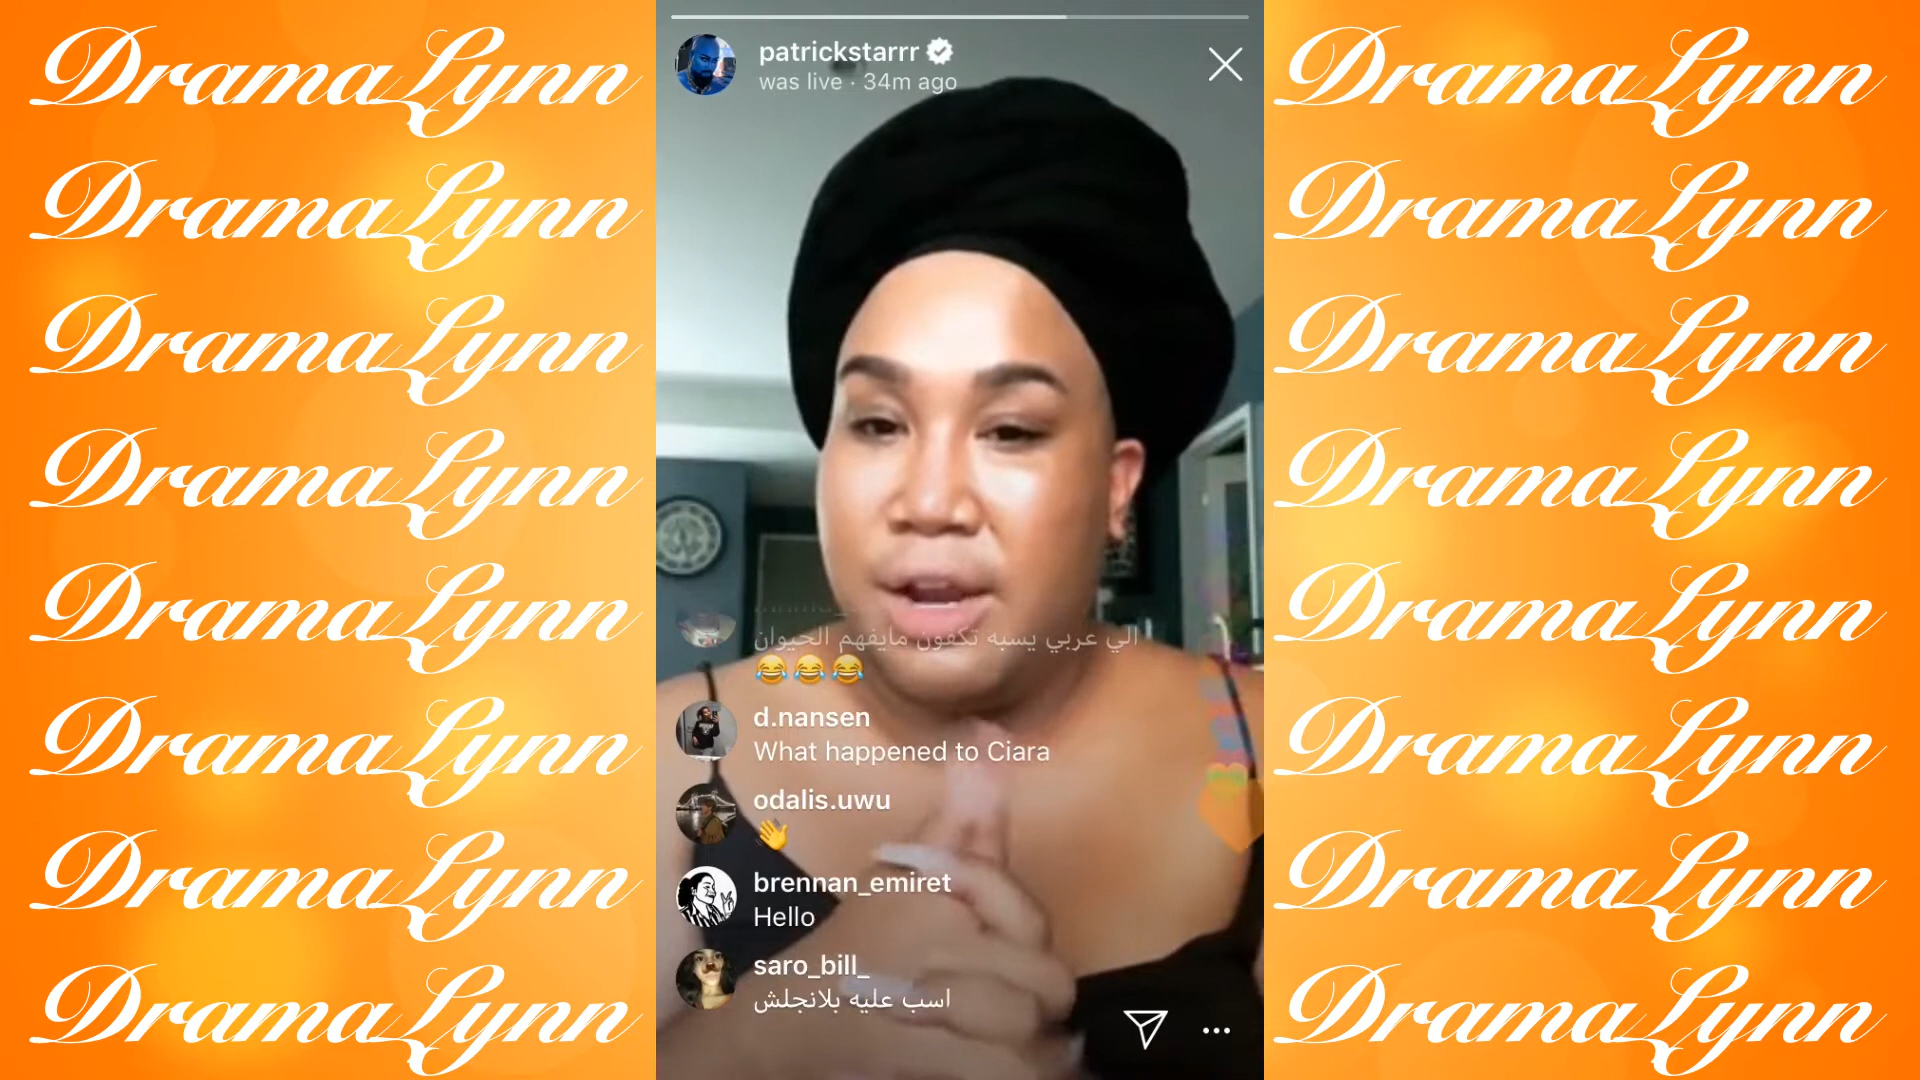 DramaLynn
DramaLynn
DramaLynn
DramaLynn
DramaLynn
DramaLynn
DramaLynn
DramaLynn
patrickstarrr
was live · 34m ago
الي عربي يسبه تكفون مايفهم الحيوان
😂😂😂
d.nansen
What happened to Ciara
odalis.uwu
👋
brennan_emiret
Hello
saro_bill_
اسب عليه بلانجلش
DramaLynn
DramaLynn
DramaLynn
DramaLynn
DramaLynn
DramaLynn
DramaLynn
DramaLynn